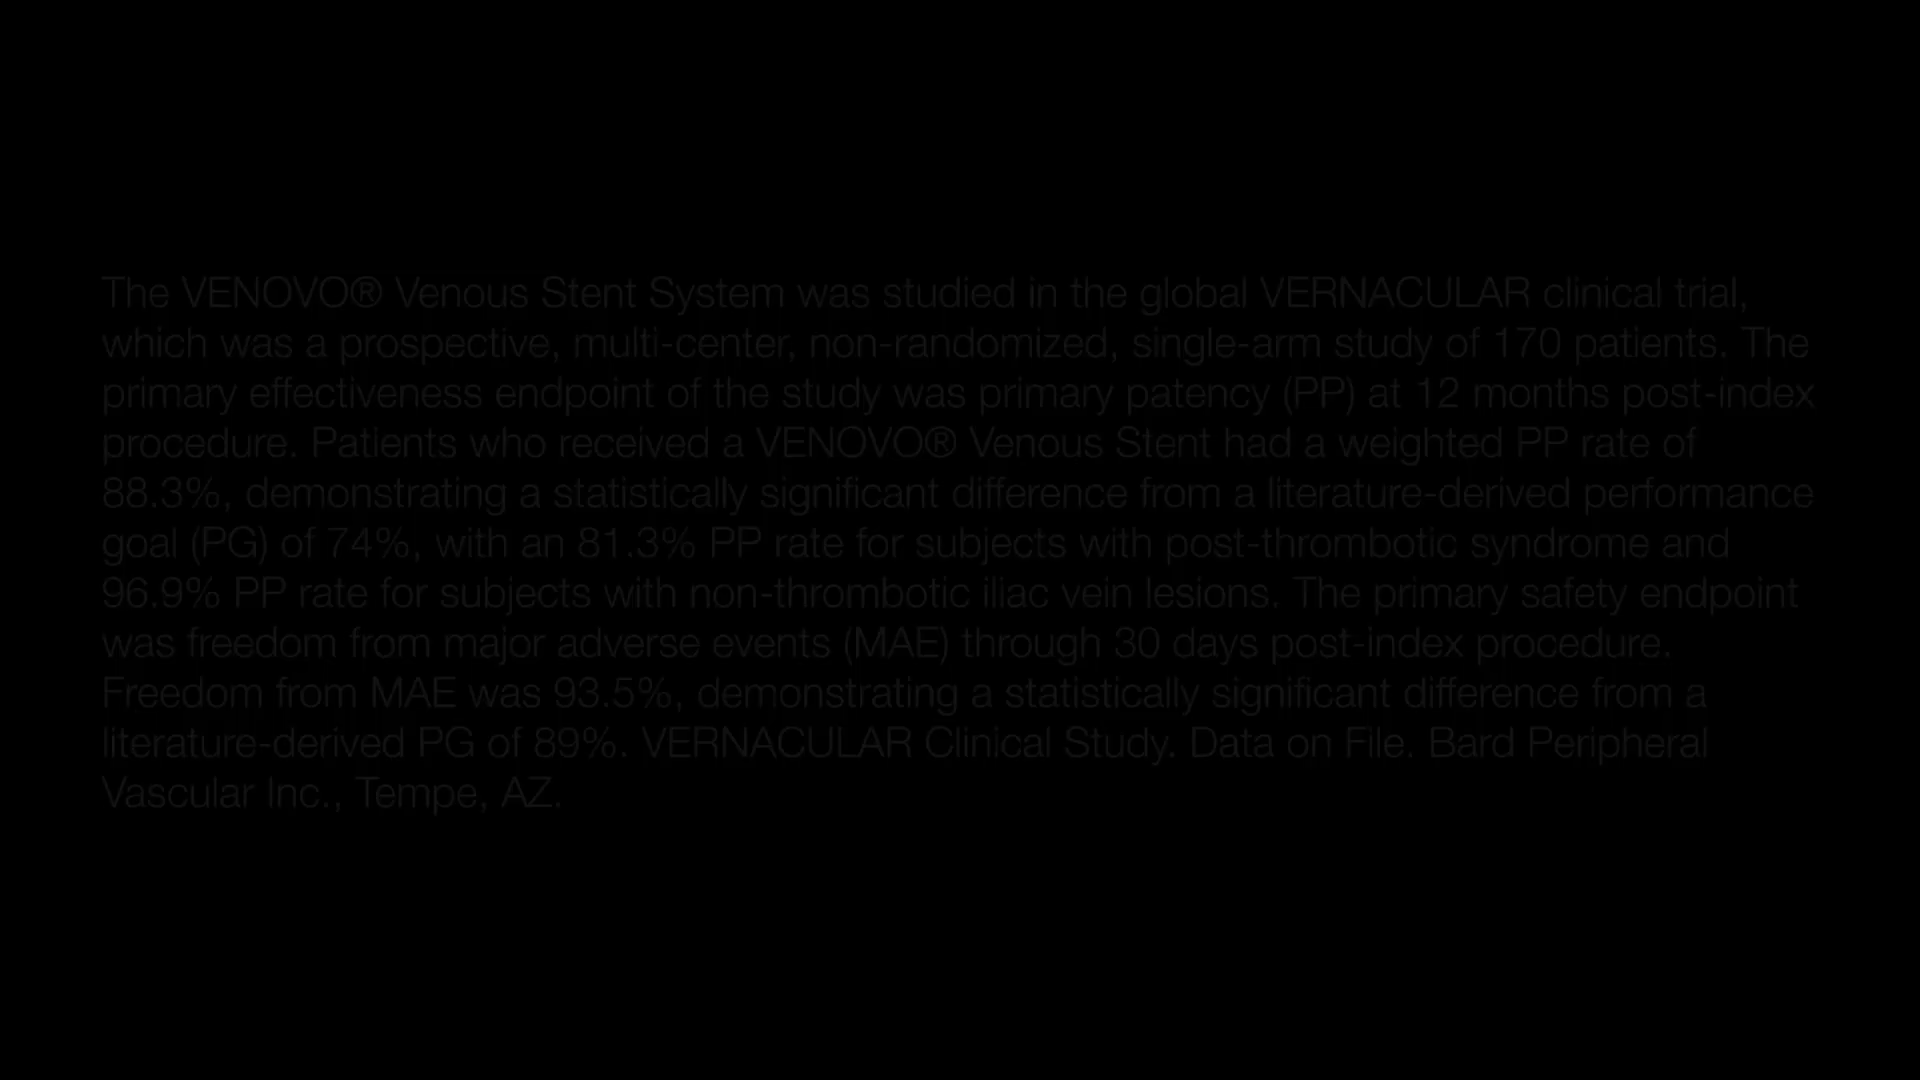 The VENOVO® Venous Stent System was studied in the global VERNACULAR clinical trial,
which was a prospective, multi-center, non-randomized, single-arm study of 170 patients. The
primary effectiveness endpoint of the study was primary patency (PP) at 12 months post-index
procedure. Patients who received a VENOVO® Venous Stent had a weighted PP rate of
88.3%, demonstrating a statistically significant difference from a literature-derived performance
goal (PG) of 74%, with an 81.3% PP rate for subjects with post-thrombotic syndrome and
96.9% PP rate for subjects with non-thrombotic iliac vein lesions. The primary safety endpoint
was freedom from major adverse events (MAE) through 30 days post-index procedure.
Freedom from MAE was 93.5%, demonstrating a statistically significant difference from a
literature-derived PG of 89%. VERNACULAR Clinical Study. Data on File. Bard Peripheral
Vascular Inc., Tempe, AZ.